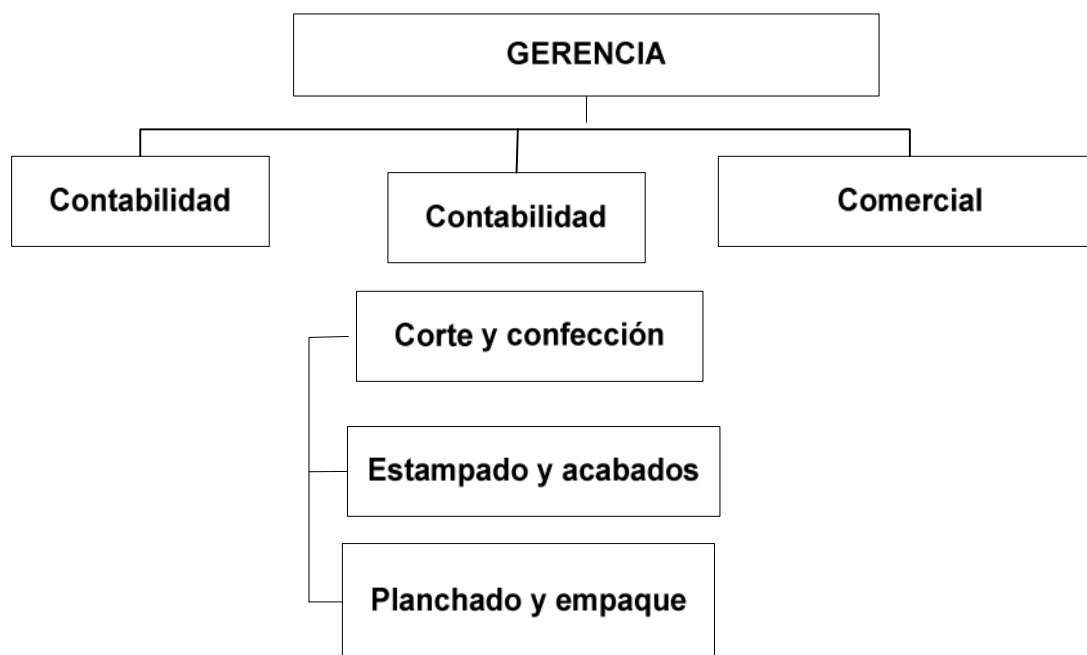 GERENCIA
Contabilidad
Contabilidad
Comercial
Corte y confección
Estampado y acabados
Planchado y empaque